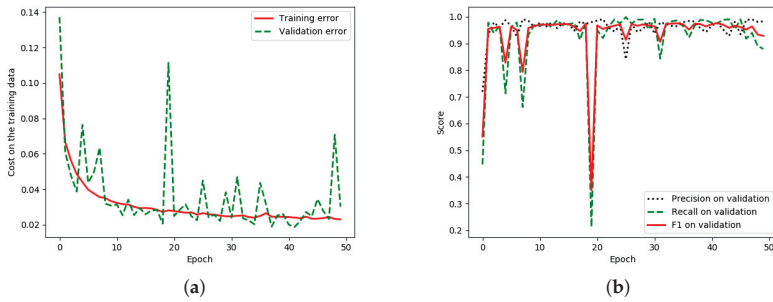 0.14
0.12
0.10
0.08
0.06
0.04
0.02
Cost on the training data
0
10
20
30
40
50
Epoch
Training error
Validation error
(a)
1.0
0.9
0.8
0.7
0.6
0.5
0.4
0.3
0.2
Score
0
10
20
30
40
50
Epoch
Precision on validation
Recall on validation
F1 on validation
(b)